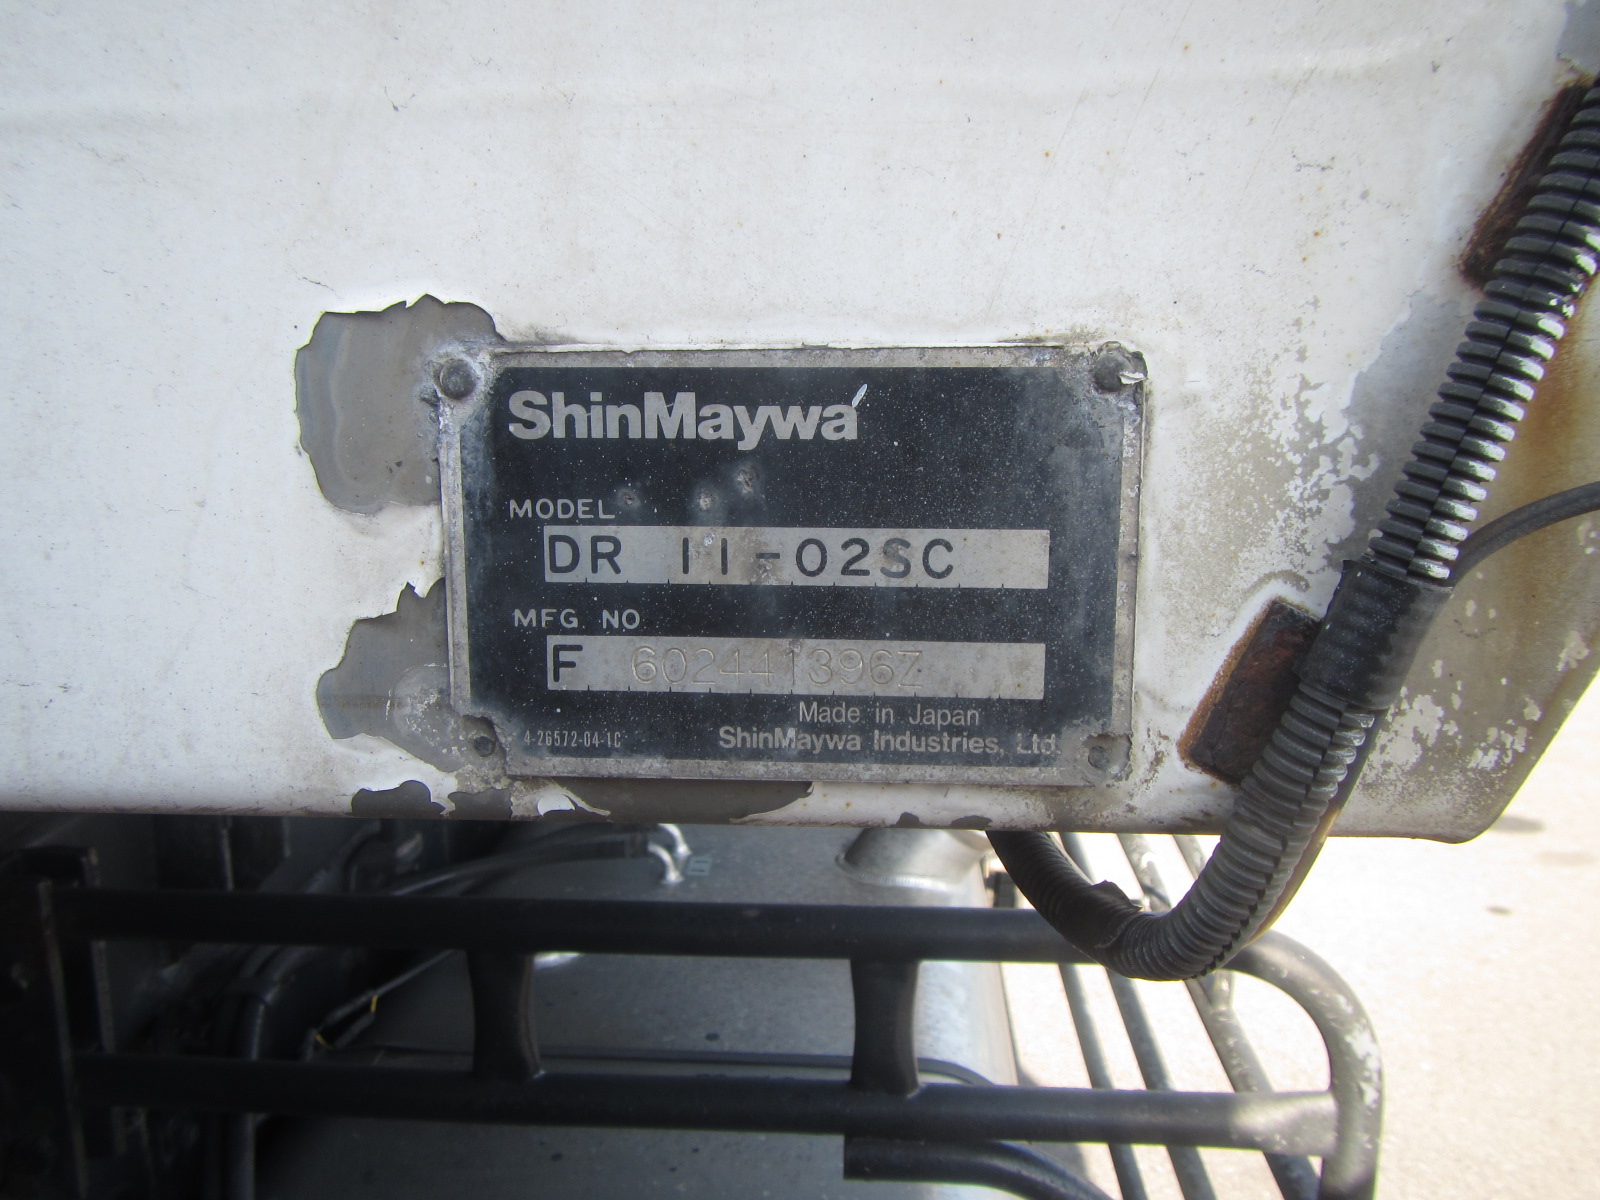 ShinMaywa
MODEL
DR 11-02SC
MFG NO
F 602441396Z
Made in Japan
4-26572-04-1C
ShinMaywa Industries, Ltd.